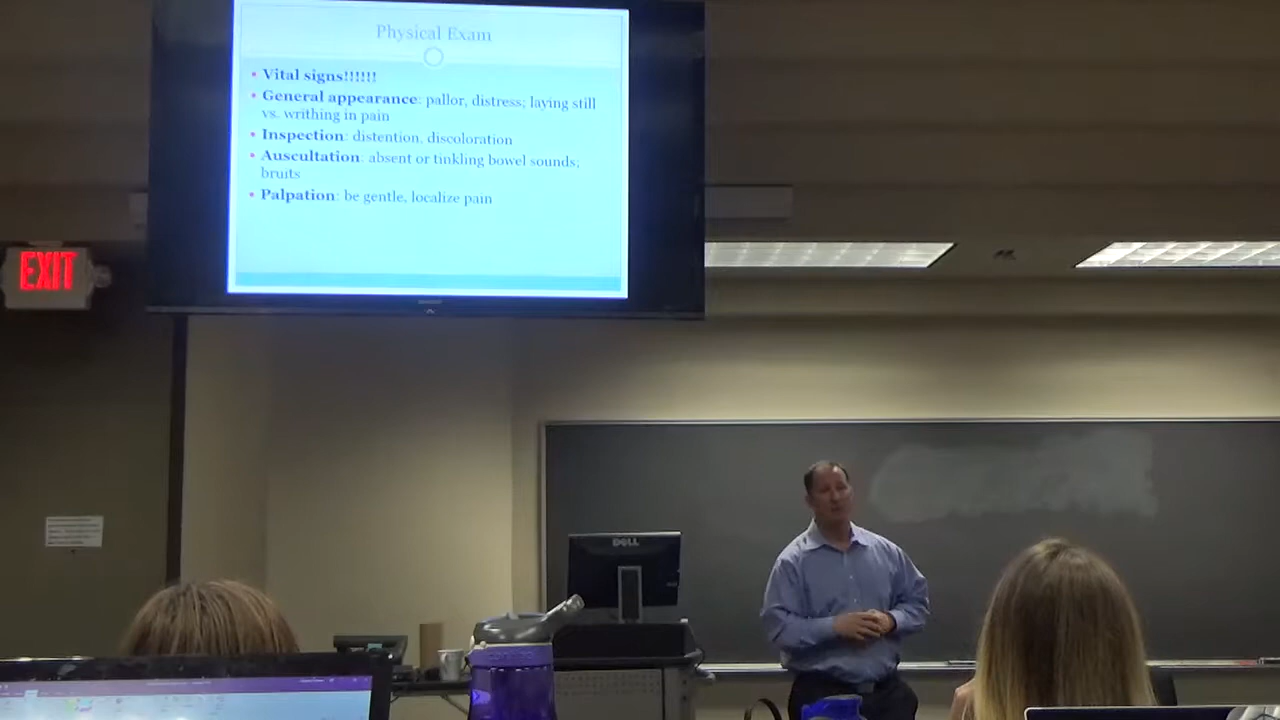 Physical Exam
• Vital signs!!!!!!
• General appearance: pallor, distress; laying still
vs. writhing in pain
• Inspection: distention, discoloration
• Auscultation: absent or tinkling bowel sounds;
bruits
• Palpation: be gentle, localize pain
EXIT
DELL